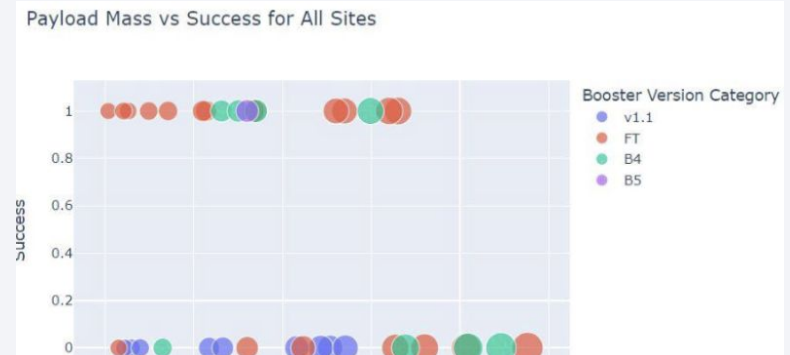 Payload Mass vs Success for All Sites
Booster Version Category
v1.1
FT
B4
B5
1
0.8
0.6
0.4
0.2
0
Success